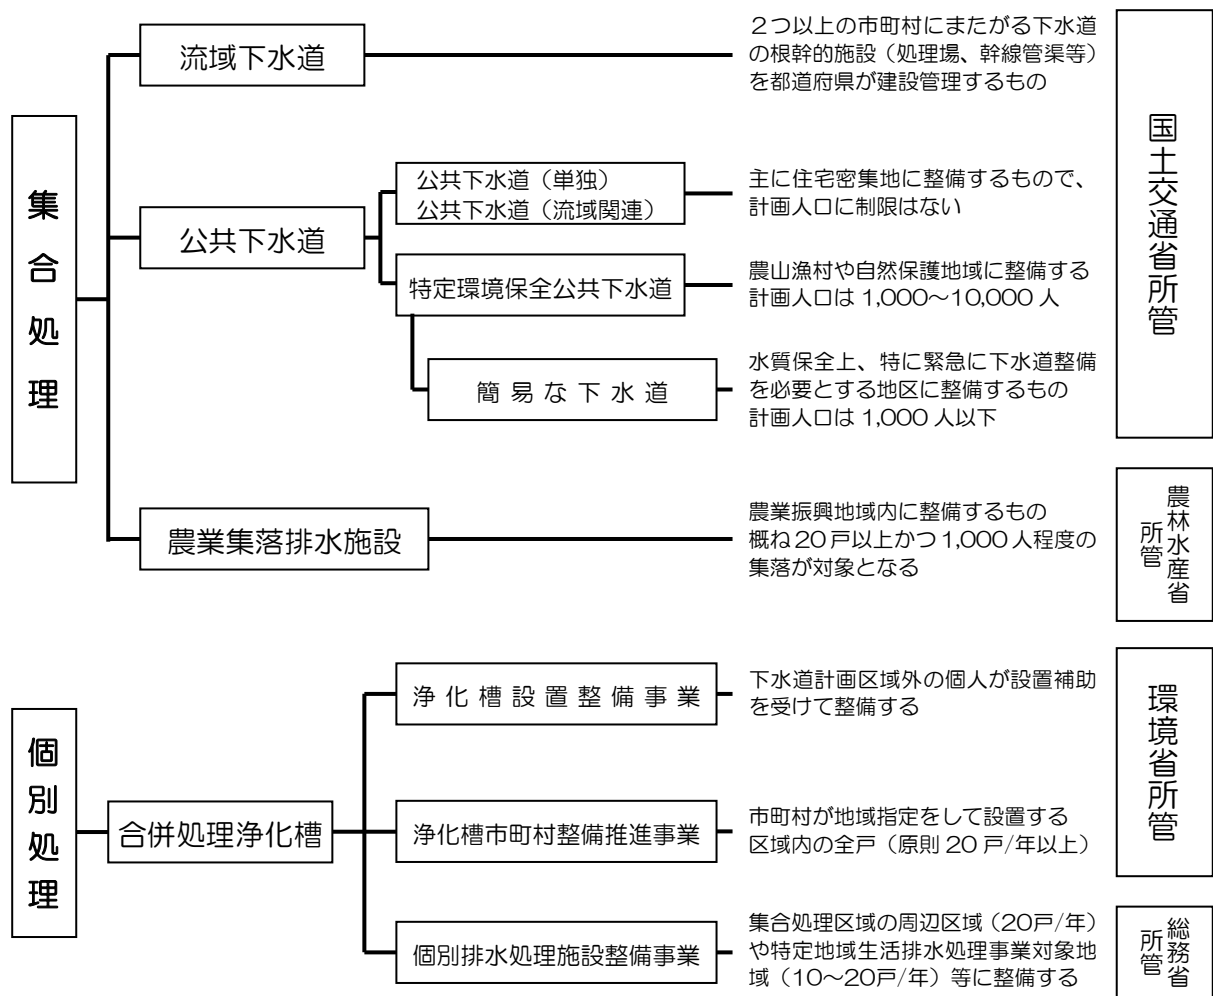 集合処理
流域下水道
２つ以上の市町村にまたがる下水道
の根幹的施設（処理場、幹線管渠等）
を都道府県が建設管理するもの
国土交通省所管
公共下水道
公共下水道（単独）
公共下水道（流域関連）
主に住宅密集地に整備するもので、
計画人口に制限はない
特定環境保全公共下水道
農山漁村や自然保護地域に整備する
計画人口は 1,000～10,000 人
簡易な下水道
水質保全上、特に緊急に下水道整備
を必要とする地区に整備するもの
計画人口は 1,000 人以下
農業集落排水施設
農業振興地域内に整備するもの
概ね 20 戸以上かつ 1,000 人程度の
集落が対象となる
農林水産省
所管
個別処理
合併処理浄化槽
浄化槽設置整備事業
下水道計画区域外の個人が設置補助
を受けて整備する
環境省所管
浄化槽市町村整備推進事業
市町村が地域指定をして設置する
区域内の全戸（原則 20 戸/年以上）
個別排水処理施設整備事業
集合処理区域の周辺区域（20戸/年）
や特定地域生活排水処理事業対象地
域（10～20戸/年）等に整備する
総務省
所管